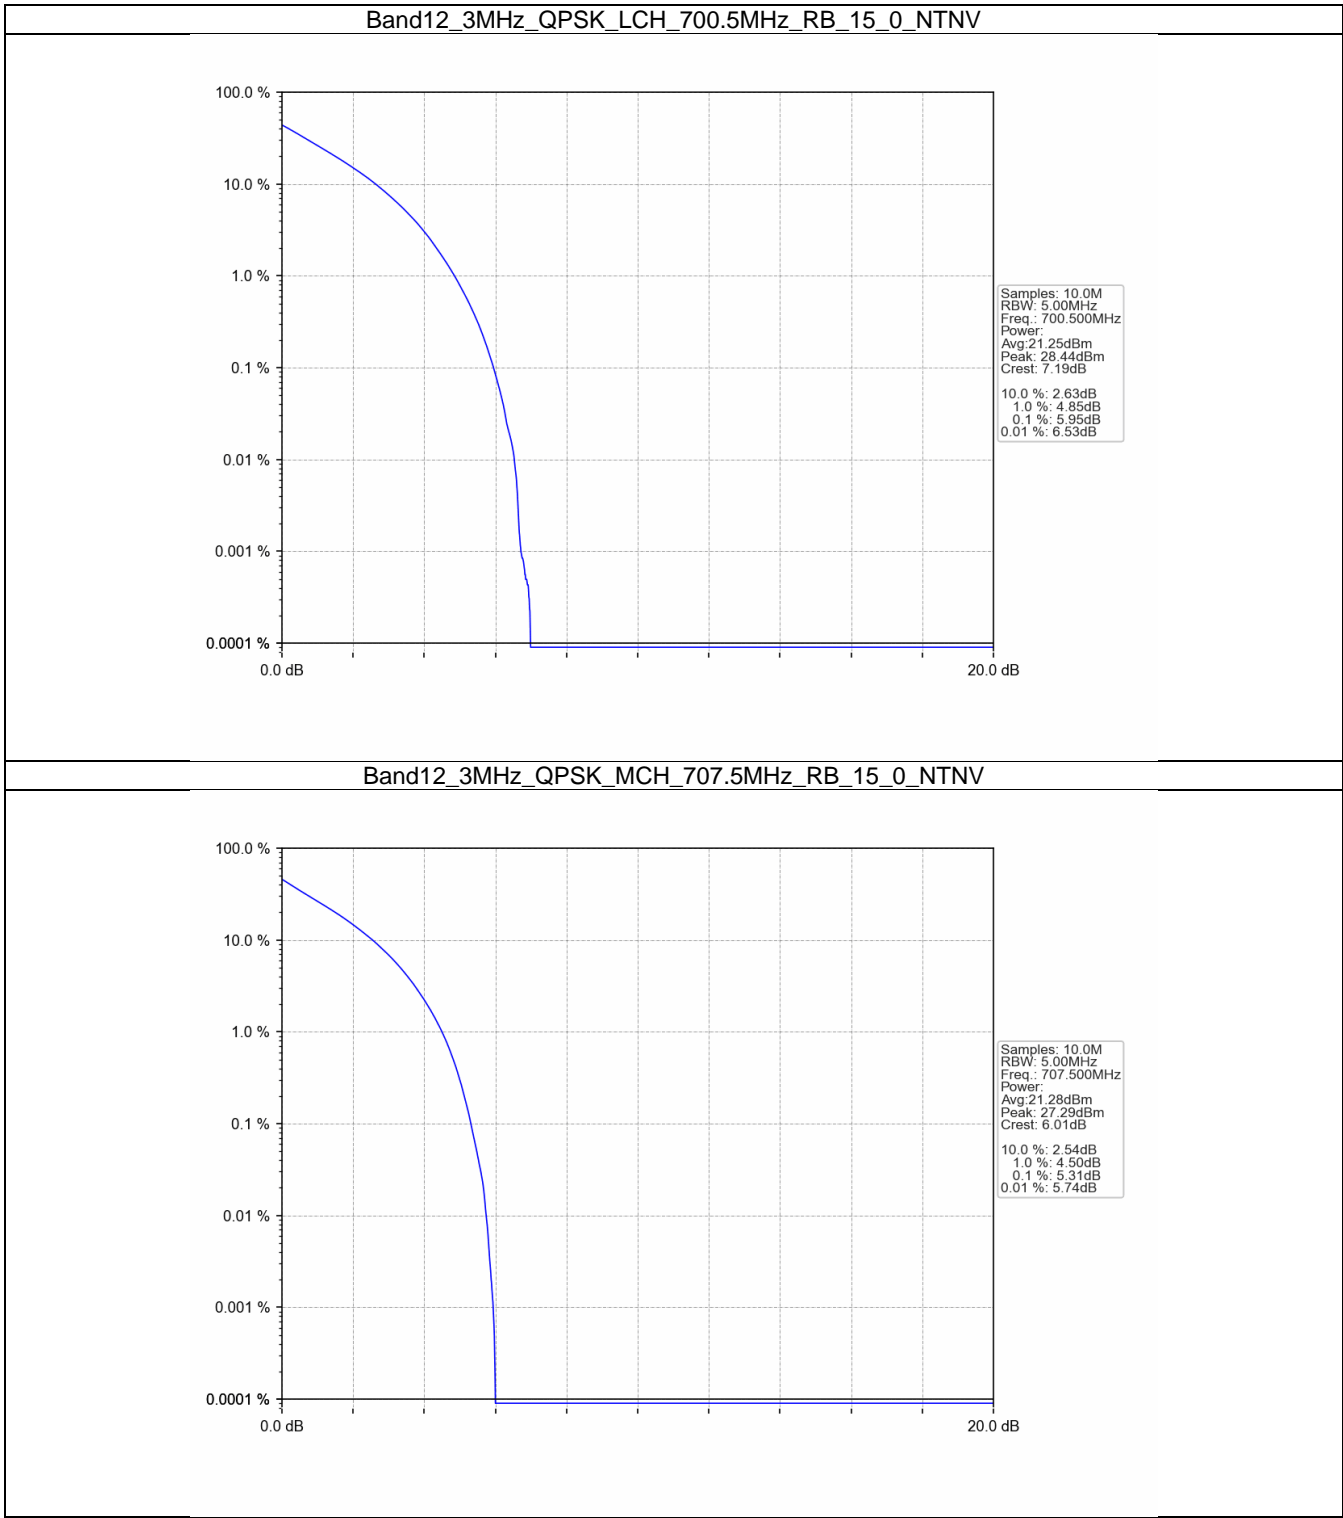 Band12_3MHz_QPSK_LCH_700.5MHz_RB_15_0_NTNV
100.0 %
10.0 %
1.0 %
0.1 %
0.01 %
0.001 %
0.0001 %
0.0 dB
20.0 dB
Samples: 10.0M
RBW: 5.00MHz
Freq.: 700.500MHz
Power:
Avg:21.25dBm
Peak: 28.44dBm
Crest: 7.19dB
10.0 %: 2.63dB
1.0 %: 4.85dB
0.1 %: 5.95dB
0.01 %: 6.53dB
Band12_3MHz_QPSK_MCH_707.5MHz_RB_15_0_NTNV
100.0 %
10.0 %
1.0 %
0.1 %
0.01 %
0.001 %
0.0001 %
0.0 dB
20.0 dB
Samples: 10.0M
RBW: 5.00MHz
Freq.: 707.500MHz
Power:
Avg:21.28dBm
Peak: 27.29dBm
Crest: 6.01dB
10.0 %: 2.54dB
1.0 %: 4.50dB
0.1 %: 5.31dB
0.01 %: 5.74dB